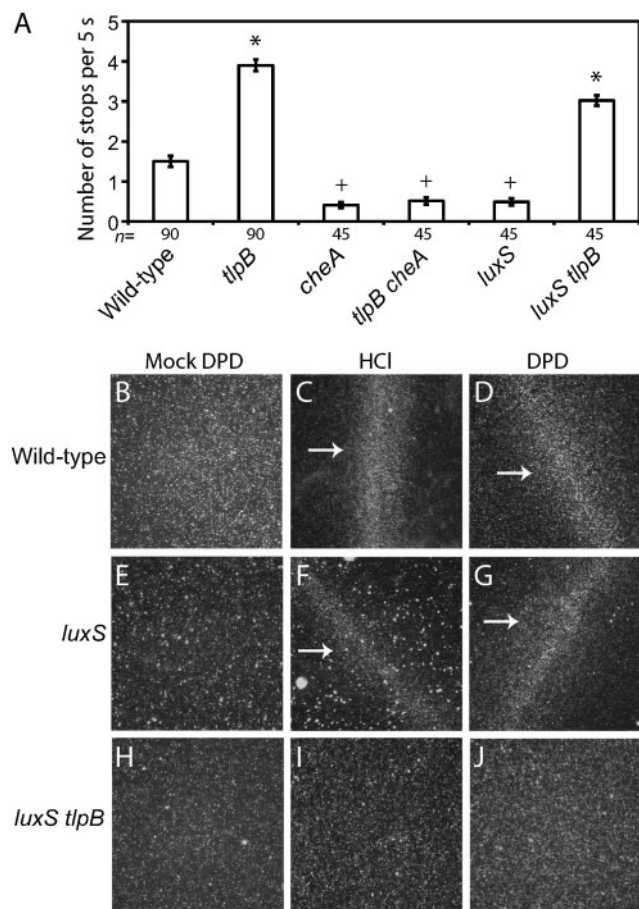 A
Number of stops per 5 s
5
4
3
2
1
0
*
+
+
+
*
n=
90
90
45
45
45
45
Wild-type
tlpB
cheA
tlpB cheA
luxS
luxS tlpB
Mock DPD
HCl
DPD
Wild-type
B
C
D
luxS
E
F
G
luxS tlpB
H
I
J